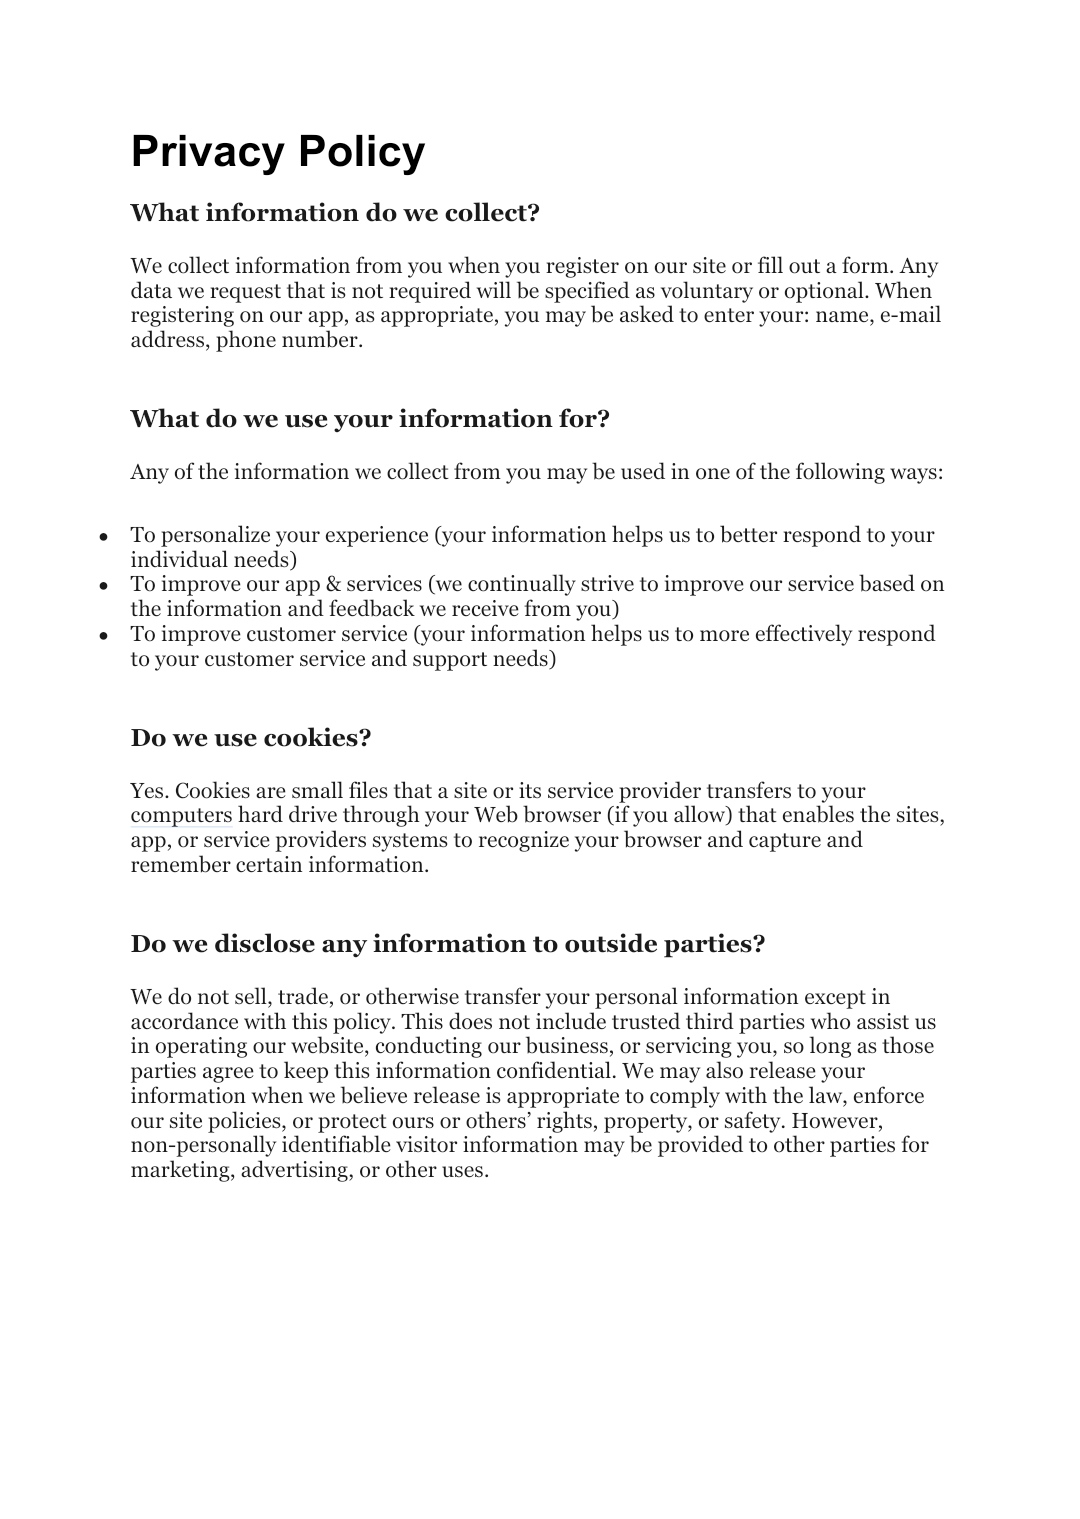 Privacy Policy
What information do we collect?
We collect information from you when you register on our site or fill out a form. Any
data we request that is not required will be specified as voluntary or optional. When
registering on our app, as appropriate, you may be asked to enter your: name, e-mail
address, phone number.
What do we use your information for?
Any of the information we collect from you may be used in one of the following ways:
● To personalize your experience (your information helps us to better respond to your
individual needs)
● To improve our app & services (we continually strive to improve our service based on
the information and feedback we receive from you)
● To improve customer service (your information helps us to more effectively respond
to your customer service and support needs)
Do we use cookies?
Yes. Cookies are small files that a site or its service provider transfers to your
computers hard drive through your Web browser (if you allow) that enables the sites,
app, or service providers systems to recognize your browser and capture and
remember certain information.
Do we disclose any information to outside parties?
We do not sell, trade, or otherwise transfer your personal information except in
accordance with this policy. This does not include trusted third parties who assist us
in operating our website, conducting our business, or servicing you, so long as those
parties agree to keep this information confidential. We may also release your
information when we believe release is appropriate to comply with the law, enforce
our site policies, or protect ours or others’ rights, property, or safety. However,
non-personally identifiable visitor information may be provided to other parties for
marketing, advertising, or other uses.